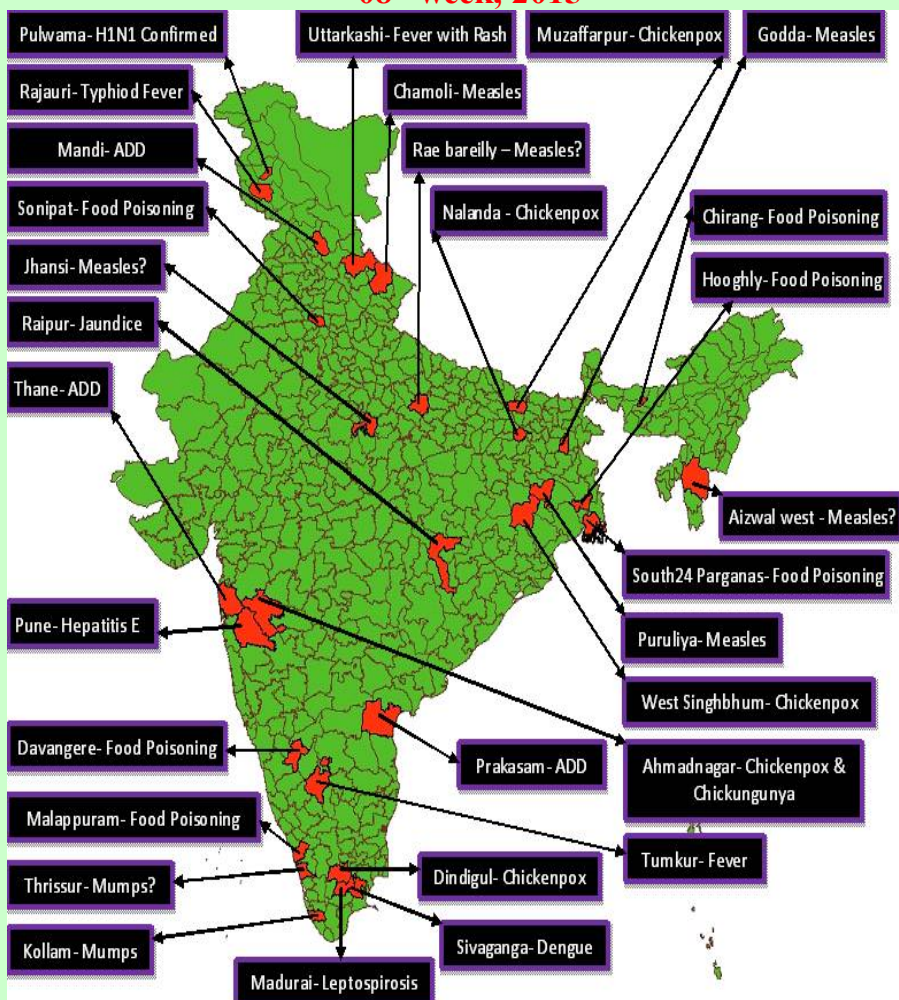 Pulwama- H1N1 Confirmed
Uttarkashi- Fever with Rash
Muzaffarpur- Chickenpox
Godda- Measles
Rajauri- Typhiod Fever
Chamoli- Measles
Mandi- ADD
Rae bareilly – Measles?
Sonipat- Food Poisoning
Nalanda - Chickenpox
Chirang- Food Poisoning
Jhansi- Measles?
Hooghly- Food Poisoning
Raipur- Jaundice
Thane- ADD
Aizwal west - Measles?
South24 Parganas- Food Poisoning
Pune- Hepatitis E
Puruliya- Measles
West Singhbhum- Chickenpox
Davangere- Food Poisoning
Prakasam- ADD
Ahmadnagar- Chickenpox &
Chickungunya
Malappuram- Food Poisoning
Tumkur- Fever
Thrissur- Mumps?
Dindigul- Chickenpox
Kollam- Mumps
Sivaganga- Dengue
Madurai- Leptospirosis